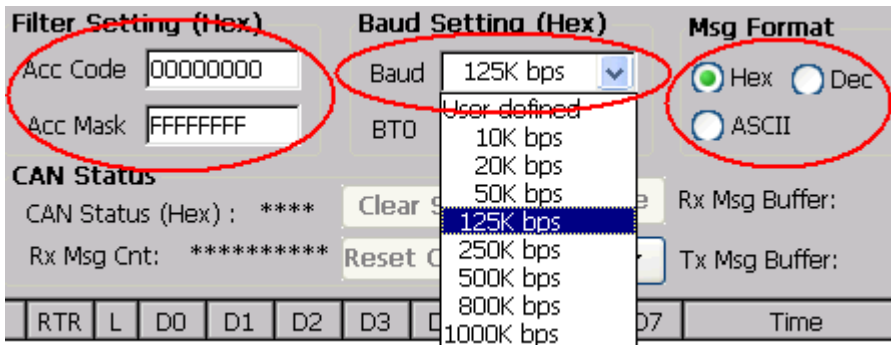 Filter Setting (Hex) Baud Setting (Hex) Msg Format
Acc Code 00000000 Baud 125K bps Hex Dec
Acc Mask FFFFFFFF BT0 User defined ASCII
10K bps
20K bps
CAN Status 50K bps
CAN Status (Hex) : **** Clear Rx Msg Buffer:
125K bps
Rx Msg Cnt: ********** Reset 250K bps Tx Msg Buffer:
500K bps
800K bps
RTR L D0 D1 D2 D3 D7 Time
1000K bps